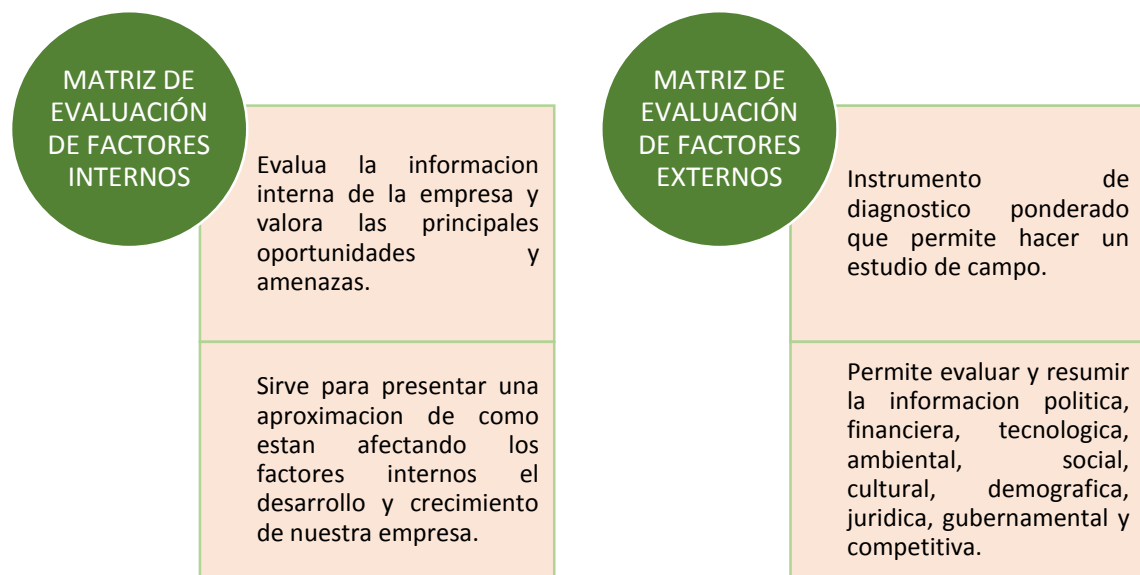 MATRIZ DE
EVALUACIÓN
DE FACTORES
INTERNOS
Evalua la informacion
interna de la empresa y
valora las principales
oportunidades y
amenazas.
Sirve para presentar una
aproximacion de como
estan afectando los
factores internos el
desarrollo y crecimiento
de nuestra empresa.
MATRIZ DE
EVALUACIÓN
DE FACTORES
EXTERNOS
Instrumento de
diagnostico ponderado
que permite hacer un
estudio de campo.
Permite evaluar y resumir
la informacion politica,
financiera, tecnologica,
ambiental, social,
cultural, demografica,
juridica, gubernamental y
competitiva.